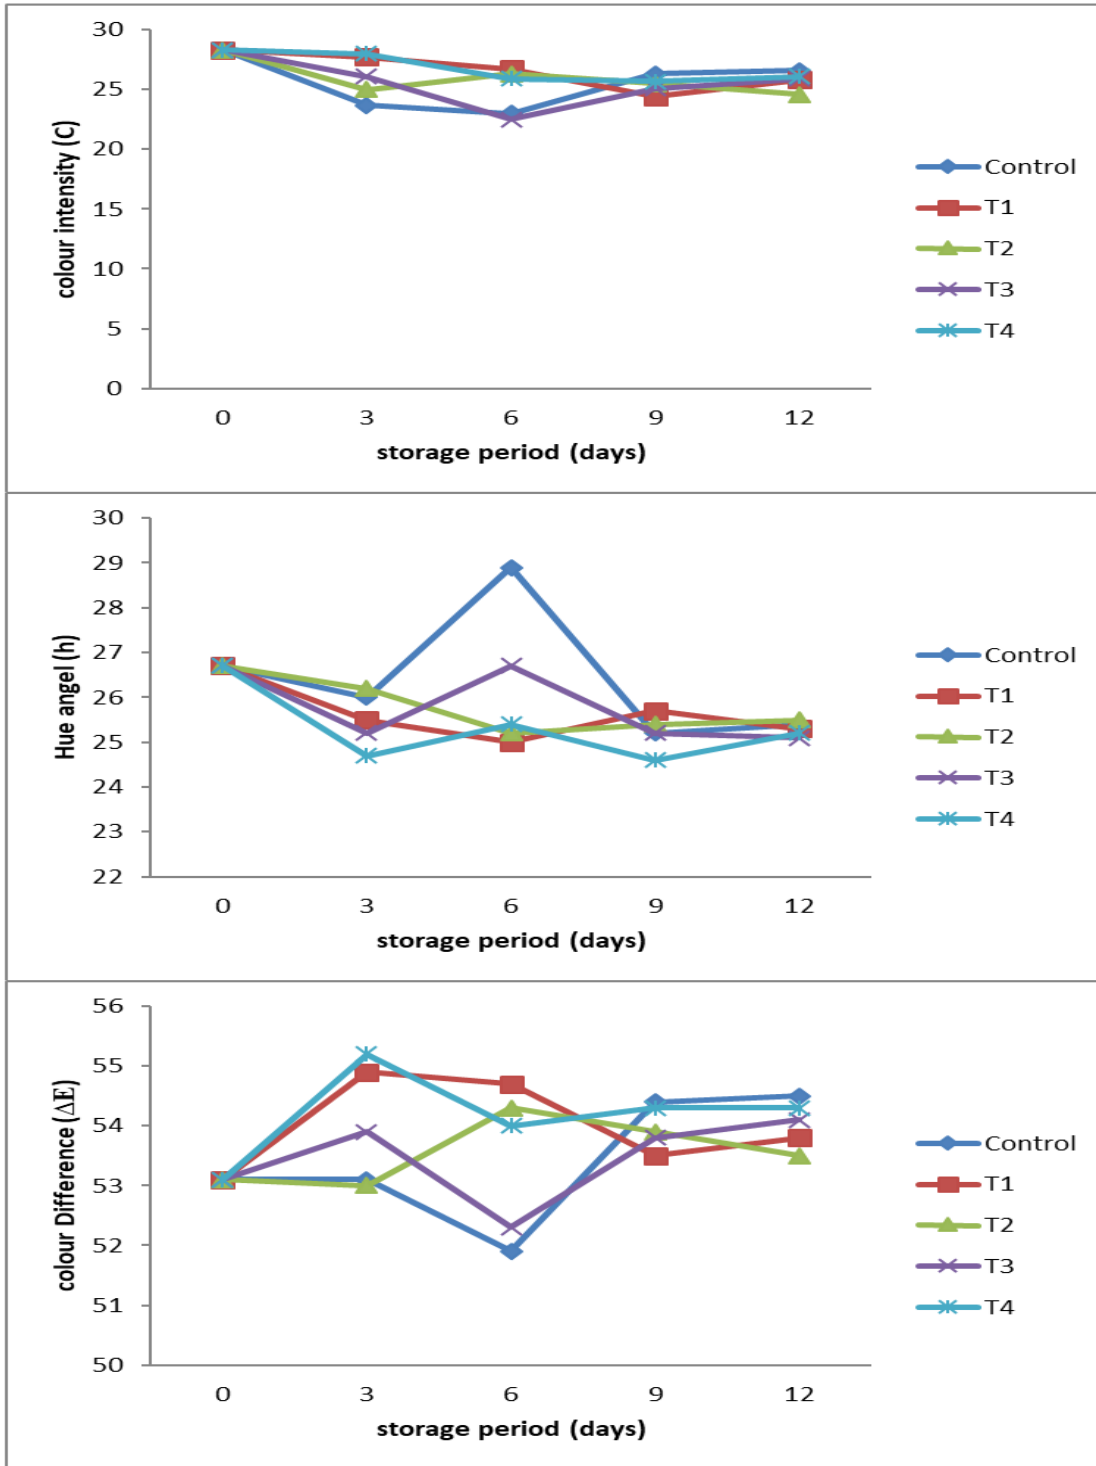 colour intensity (C)
30
25
20
15
10
5
0
0 3 6 9 12
storage period (days)
Control
T1
T2
T3
T4
Hue angel (h)
30
29
28
27
26
25
24
23
22
0 3 6 9 12
storage period (days)
Control
T1
T2
T3
T4
colour Difference (ΔE)
56
55
54
53
52
51
50
0 3 6 9 12
storage period (days)
Control
T1
T2
T3
T4